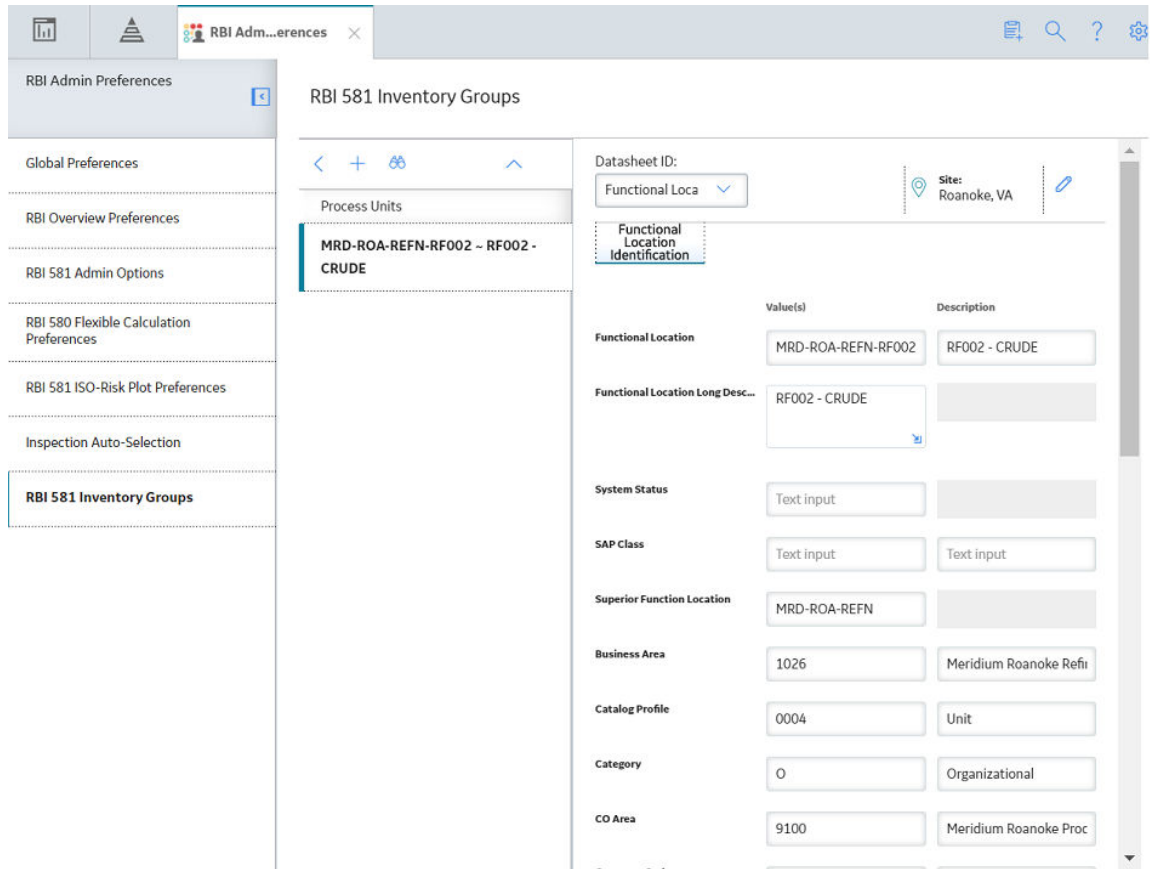 RBI Adm...erences
RBI Admin Preferences
Global Preferences
RBI Overview Preferences
RBI 581 Admin Options
RBI 580 Flexible Calculation
Preferences
RBI 581 ISO-Risk Plot Preferences
Inspection Auto-Selection
RBI 581 Inventory Groups
RBI 581 Inventory Groups
Process Units
MRD-ROA-REFN-RF002 ~ RF002 -
CRUDE
Datasheet ID:
Functional Loca
Site:
Roanoke, VA
Functional
Location
Identification
Value(s) Description
Functional Location MRD-ROA-REFN-RF002 RF002 - CRUDE
Functional Location Long Desc... RF002 - CRUDE
System Status Text input
SAP Class Text input Text input
Superior Function Location MRD-ROA-REFN
Business Area 1026 Meridium Roanoke Refi
Catalog Profile 0004 Unit
Category O Organizational
CO Area 9100 Meridium Roanoke Proc